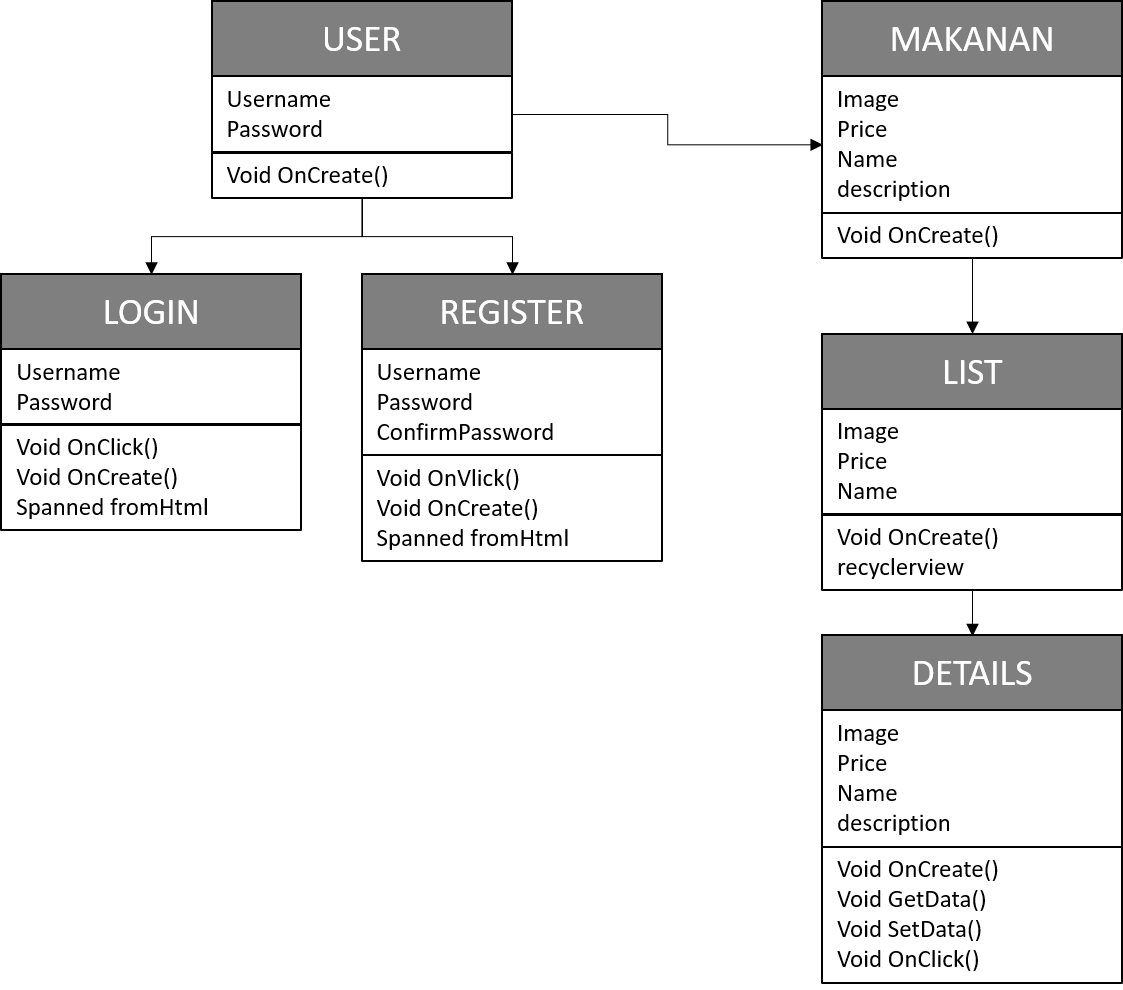 USER
Username
Password
Void OnCreate()
MAKANAN
Image
Price
Name
description
Void OnCreate()
LOGIN
Username
Password
Void OnClick()
Void OnCreate()
Spanned fromHtml
REGISTER
Username
Password
ConfirmPassword
Void OnVlick()
Void OnCreate()
Spanned fromHtml
LIST
Image
Price
Name
Void OnCreate()
recyclerview
DETAILS
Image
Price
Name
description
Void OnCreate()
Void GetData()
Void SetData()
Void OnClick()